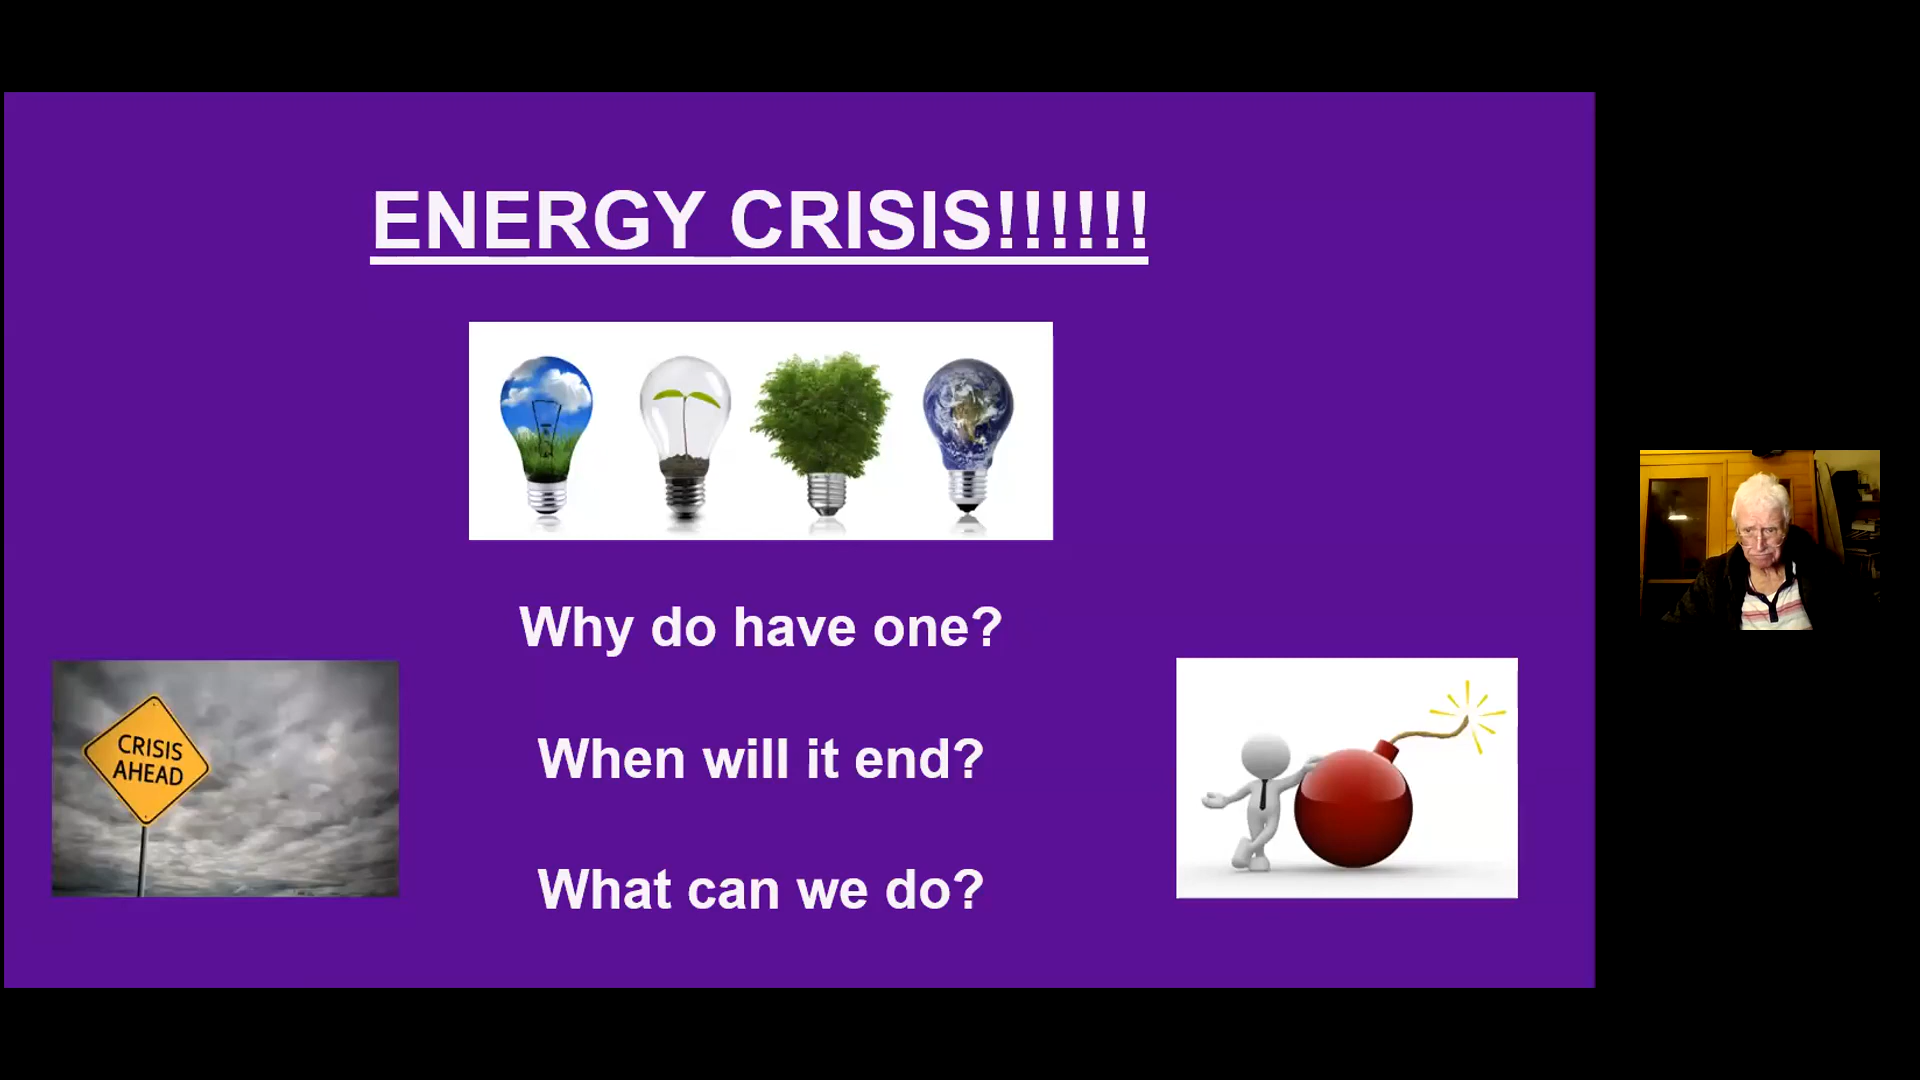 ENERGY CRISIS!!!!!!
Why do have one?
CRISIS
AHEAD
When will it end?
What can we do?